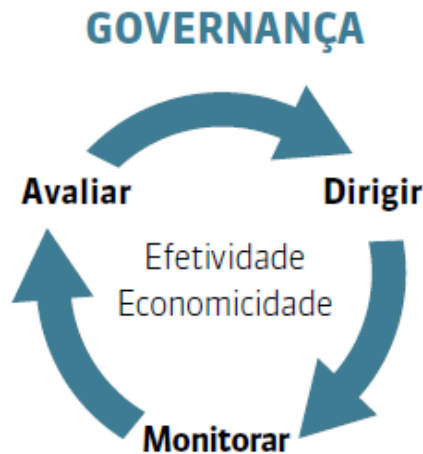 GOVERNANÇA
Avaliar
Dirigir
Efetividade
Economicidade
Monitorar